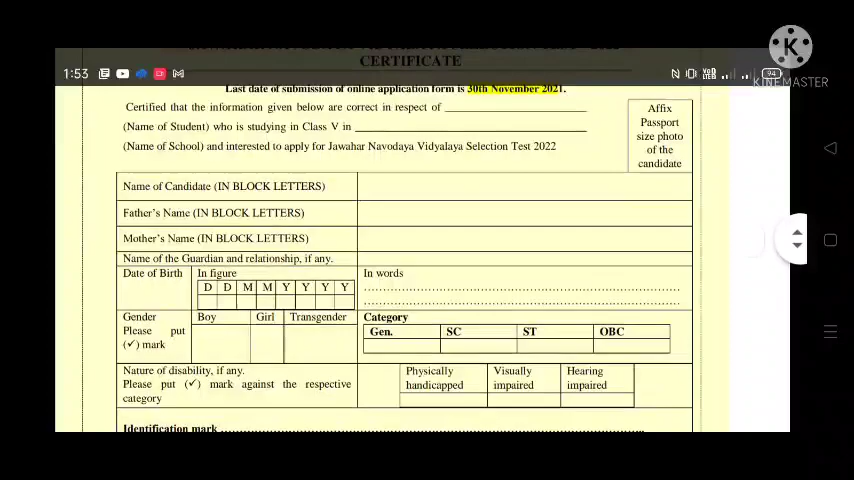 CERTIFICATE
1:53
94
KINEMASTER
Last date of submission of online application form is 30th November 2021.
Certified that the information given below are correct in respect of
(Name of Student) who is studying in Class V in
(Name of School) and interested to apply for Jawahar Navodaya Vidyalaya Selection Test 2022
Affix
Passport
size photo
of the
candidate
Name of Candidate (IN BLOCK LETTERS)
Father's Name (IN BLOCK LETTERS)
Mother's Name (IN BLOCK LETTERS)
Name of the Guardian and relationship, if any.
Date of Birth In figure In words
D D M M Y Y Y Y
Gender Boy Girl Transgender Category
Please put
(✓) mark
Gen. SC ST OBC
Nature of disability, if any.
Please put (✓) mark against the respective
category
Physically
handicapped
Visually
impaired
Hearing
impaired
Identification mark